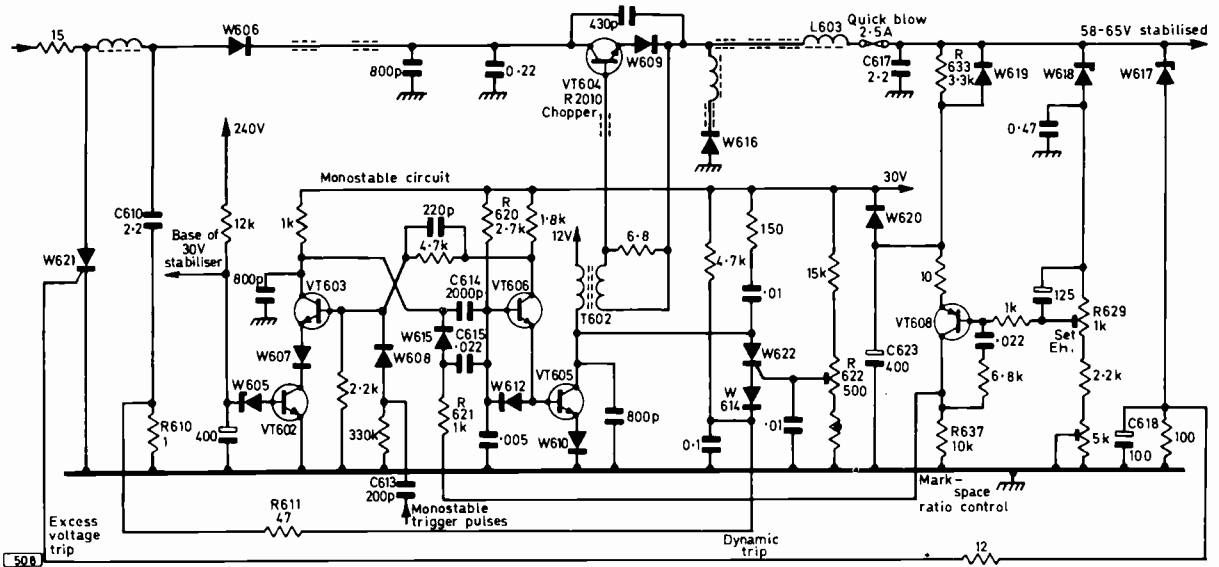 15
W606
430p
W609
L603
Quick blow
2·5A
58-65V stabilised
800p
0·22
VT604
R2010
Chopper
C617
2·2
R
633
3·3k
W619
W618
W617
0·47
W616
240V
Monostable circuit
30V
C610
2·2
12k
1k
220p
4·7k
R
620
2·7k
1·8k
12V
6·8
150
W620
Base of
30V
stabiliser
W621
800p
VT603
C614
2000p
VT606
T602
4·7k
·01
15k
10
125
R629
1k
Set
Eh.
W607
W615
C615
·022
W608
W622
VT608
1k
·022
C623
400
6·8k
2·2k
W605
2·2k
R
621
1k
W612
VT605
W
614
R
622
500
R610
1
400
VT602
330k
·005
W610
800p
0·1
·01
R637
10k
5k
C618
100
100
C613
200p
Monostable
trigger pulses
Mark-
space
ratio control
R611
47
Excess
voltage
trip
Dynamic
trip
12
508